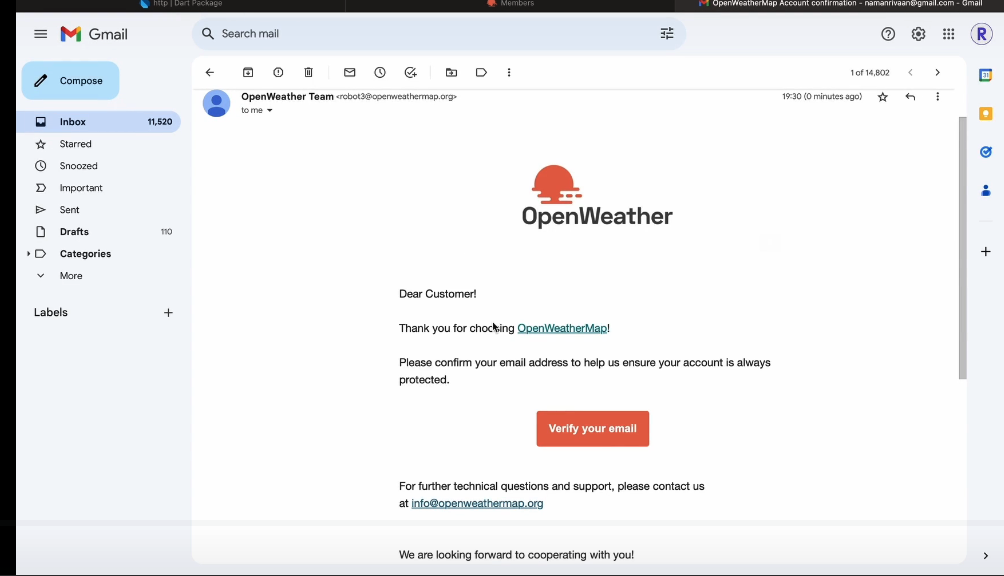 http | Dart Package
Members
OpenWeatherMap Account confirmation - namanrivaan@gmail.com - Gmail
Gmail
Search mail
R
Compose
1 of 14,802
31
OpenWeather Team <robot3@openweathermap.org>
19:30 (0 minutes ago)
to me
Inbox 11,520
Starred
Snoozed
Important
Sent
Drafts 110
Categories
More
Labels
OpenWeather
Dear Customer!
Thank you for choosing OpenWeatherMap!
Please confirm your email address to help us ensure your account is always
protected.
Verify your email
For further technical questions and support, please contact us
at info@openweathermap.org
We are looking forward to cooperating with you!